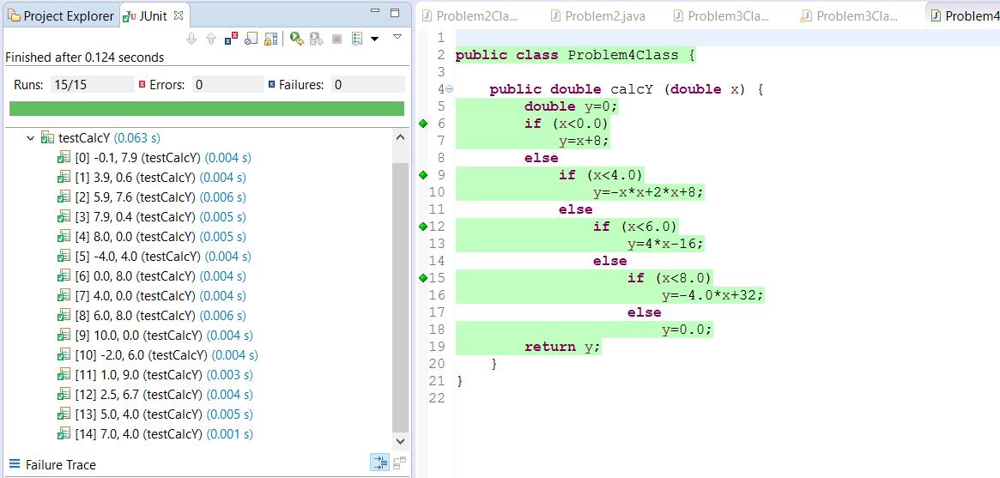 Project Explorer JUnit
Finished after 0.124 seconds
Runs: 15/15 Errors: 0 Failures: 0
testCalcY (0.063 s)
[0] -0.1, 7.9 (testCalcY) (0.004 s)
[1] 3.9, 0.6 (testCalcY) (0.004 s)
[2] 5.9, 7.6 (testCalcY) (0.006 s)
[3] 7.9, 0.4 (testCalcY) (0.005 s)
[4] 8.0, 0.0 (testCalcY) (0.005 s)
[5] -4.0, 4.0 (testCalcY) (0.004 s)
[6] 0.0, 8.0 (testCalcY) (0.004 s)
[7] 4.0, 0.0 (testCalcY) (0.004 s)
[8] 6.0, 8.0 (testCalcY) (0.006 s)
[9] 10.0, 0.0 (testCalcY) (0.004 s)
[10] -2.0, 6.0 (testCalcY) (0.004 s)
[11] 1.0, 9.0 (testCalcY) (0.003 s)
[12] 2.5, 6.7 (testCalcY) (0.004 s)
[13] 5.0, 4.0 (testCalcY) (0.005 s)
[14] 7.0, 4.0 (testCalcY) (0.001 s)
Failure Trace
Problem2Cla... Problem2.java Problem3Cla... Problem3Cla... Problem4
1
2 public class Problem4Class {
3
4 public double calcY (double x) {
5 double y=0;
6 if (x<0.0)
7 y=x+8;
8 else
9 if (x<4.0)
10 y=-x*x+2*x+8;
11 else
12 if (x<6.0)
13 y=4*x-16;
14 else
15 if (x<8.0)
16 y=-4.0*x+32;
17 else
18 y=0.0;
19 return y;
20 }
21 }
22